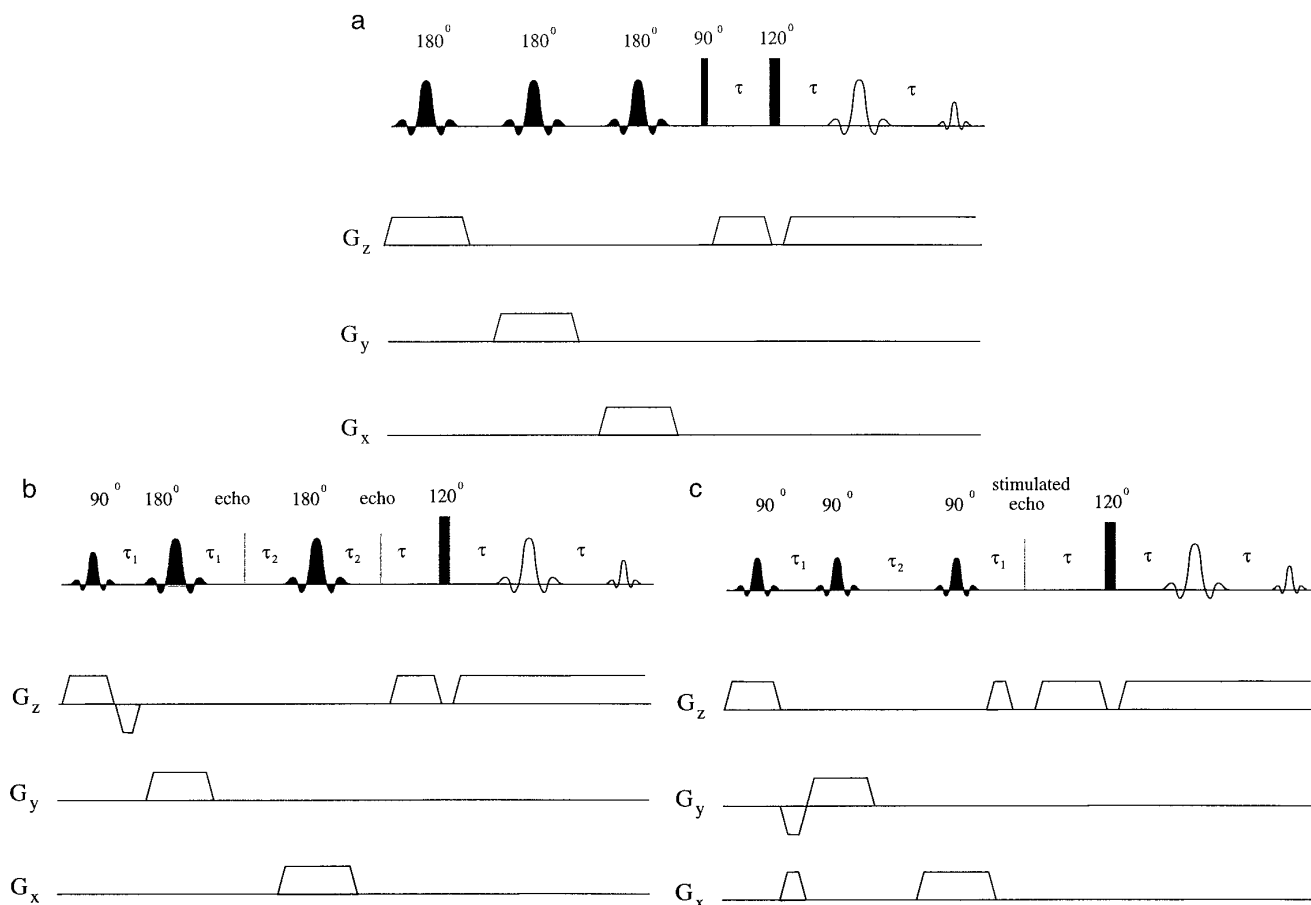 a
180⁰ 180⁰ 180⁰ 90⁰ 120⁰
τ τ τ
G_z
G_y
G_x
b
90⁰ 180⁰ echo 180⁰ echo 120⁰
τ₁ τ₁ τ₂ τ₂ τ τ τ
G_z
G_y
G_x
c
stimulated
90⁰ 90⁰ 90⁰ echo 120⁰
τ₁ τ₂ τ₁ τ τ τ
G_z
G_y
G_x